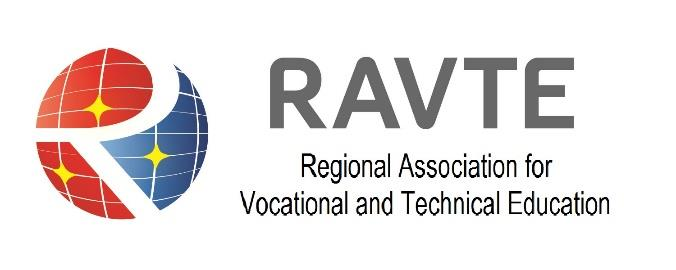 RAVTE
Regional Association for
Vocational and Technical Education